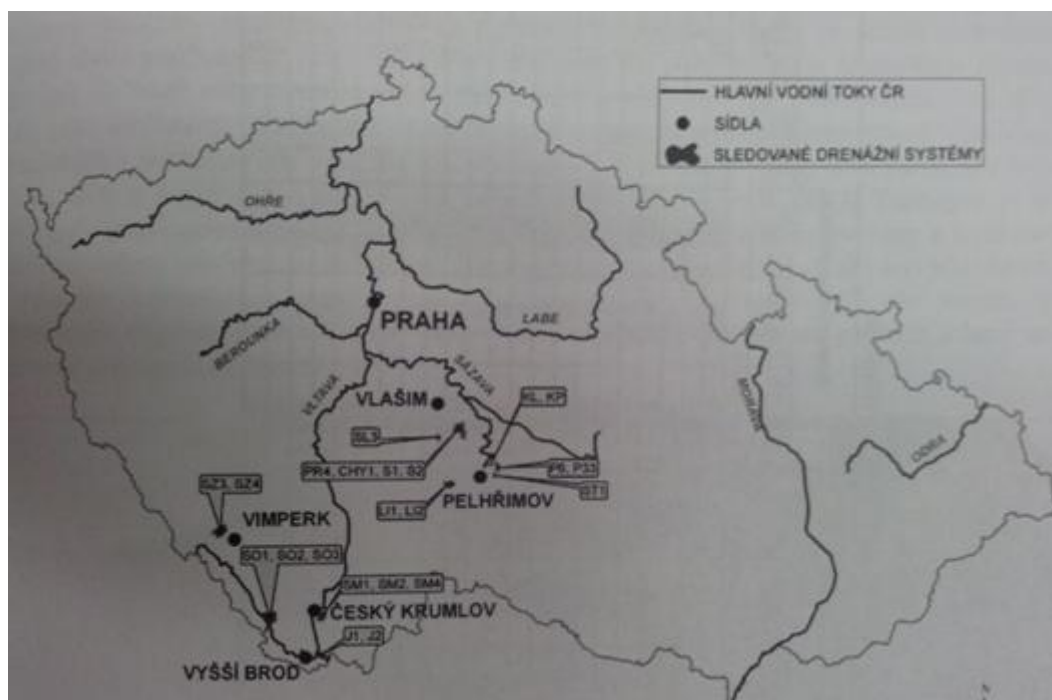 HLAVNÍ VODNÍ TOKY ČR
SÍDLA
SLEDOVANÉ DRENÁŽNÍ SYSTÉMY
OHŘE
PRAHA
LABE
BEROUNKA
VLTAVA
SÁZAVA
MORAVA
ODRA
VLAŠIM
KL, KP
SL3
PR4, CHY1, S1, S2
P6, P33
ST1
PELHŘIMOV
LI1, LI2
SZ3, SZ4
VIMPERK
SO1, SO2, SO3
SM1, SM2, SM4
ČESKÝ KRUMLOV
J1, J2
VYŠŠÍ BROD